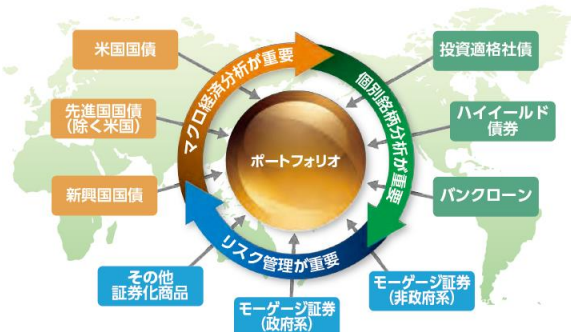 米国国債
先進国国債
(除く米国)
新興国国債
マクロ経済分析が重要
個別銘柄分析が重要
リスク管理が重要
ポートフォリオ
投資適格社債
ハイイールド
債券
バンクローン
その他
証券化商品
モーゲージ証券
(政府系)
モーゲージ証券
(非政府系)